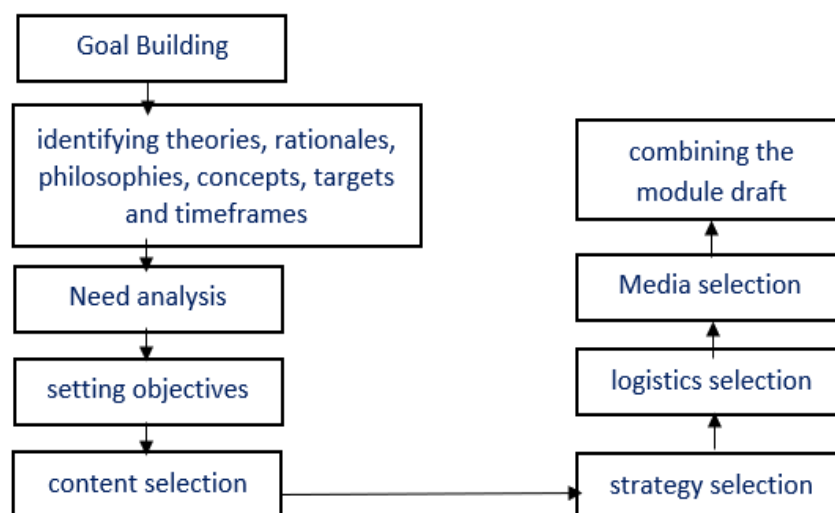 Goal Building
identifying theories, rationales,
philosophies, concepts, targets
and timeframes
Need analysis
setting objectives
content selection
strategy selection
logistics selection
Media selection
combining the
module draft